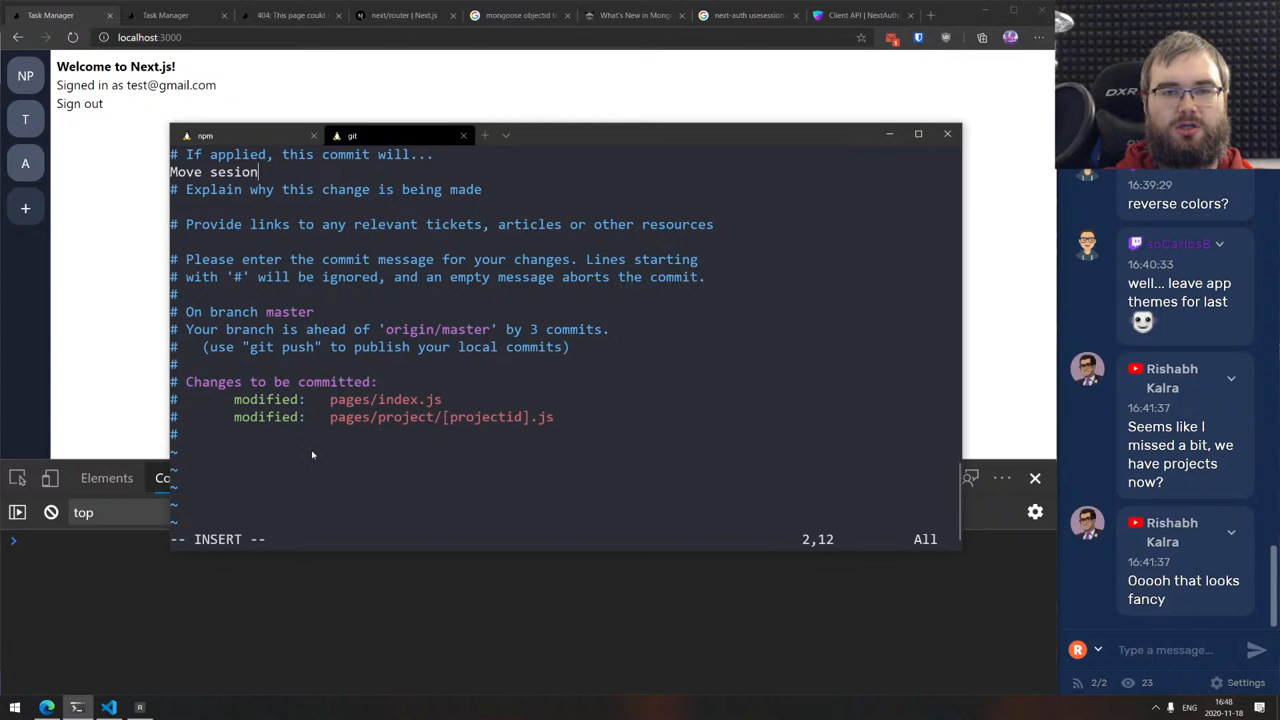 Task Manager
Task Manager
404: This page could
next/router | Next.js
mongoose objectid t
What's New in Mong
next-auth usesession
Client API | NextAuth
localhost:3000
NP
T
A
+
Welcome to Next.js!
Signed in as test@gmail.com
Sign out
npm
git
# If applied, this commit will...
Move sesion
# Explain why this change is being made
# Provide links to any relevant tickets, articles or other resources
# Please enter the commit message for your changes. Lines starting
# with '#' will be ignored, and an empty message aborts the commit.
#
# On branch master
# Your branch is ahead of 'origin/master' by 3 commits.
#   (use "git push" to publish your local commits)
#
# Changes to be committed:
#       modified:   pages/index.js
#       modified:   pages/project/[projectid].js
#
~
~
~
~
~
-- INSERT --
2,12
All
Elements
Co
top
DXR
16:39:29
reverse colors?
soCarlosB
16:40:33
well... leave app
themes for last
Rishabh
Kalra
16:41:37
Seems like I
missed a bit, we
have projects
now?
Rishabh
Kalra
16:41:37
Ooooh that looks
fancy
R
Type a message...
2/2
23
Settings
R
ENG
16:48
2020-11-18